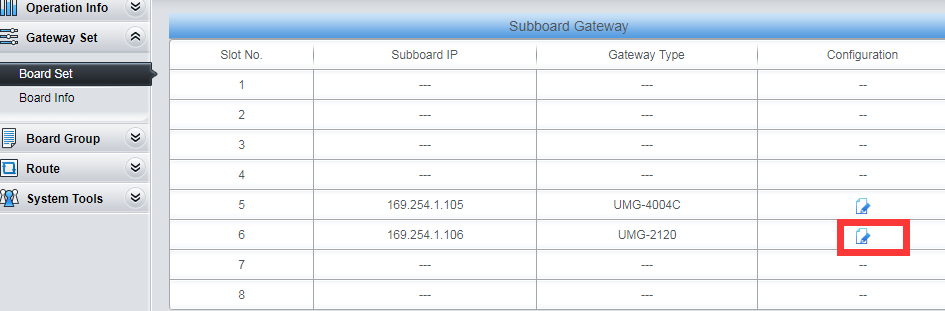 Operation Info
Gateway Set
Board Set
Board Info
Board Group
Route
System Tools
Subboard Gateway
Slot No. Subboard IP Gateway Type Configuration
1 --- --- --
2 --- --- --
3 --- --- --
4 --- --- --
5 169.254.1.105 UMG-4004C
6 169.254.1.106 UMG-2120
7 --- --- --
8 --- --- --